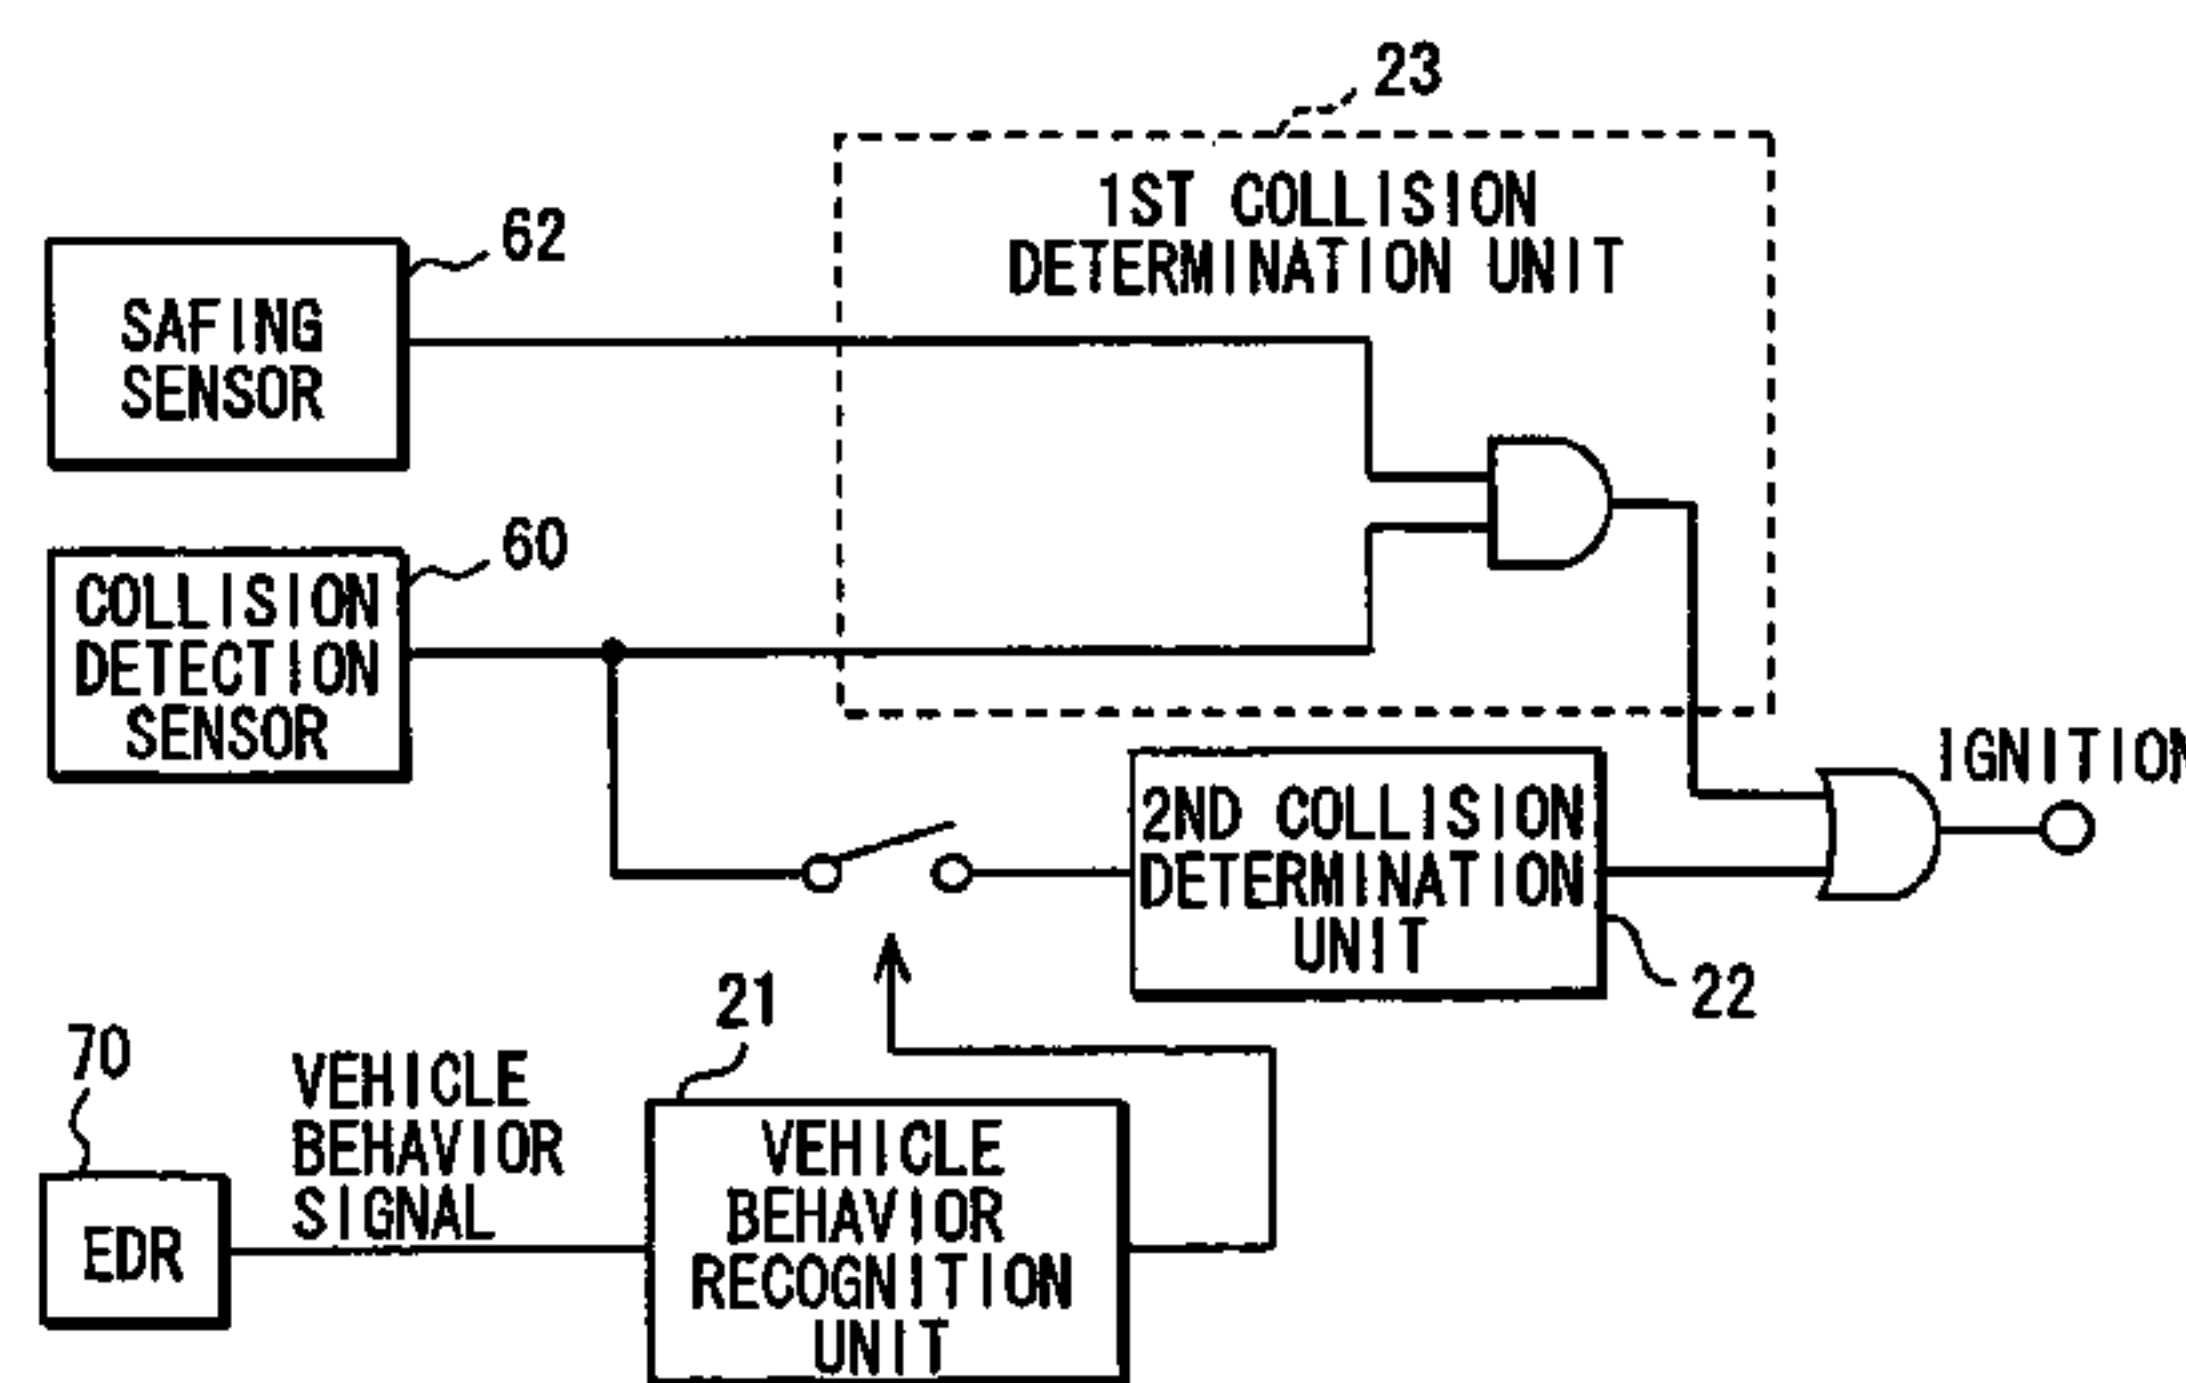 23
1ST COLLISION
DETERMINATION UNIT
62
SAFING
SENSOR
60
COLLISION
DETECTION
SENSOR
IGNITION
2ND COLLISION
DETERMINATION
UNIT
22
21
70
VEHICLE
BEHAVIOR
SIGNAL
VEHICLE
BEHAVIOR
RECOGNITION
UNIT
EDR